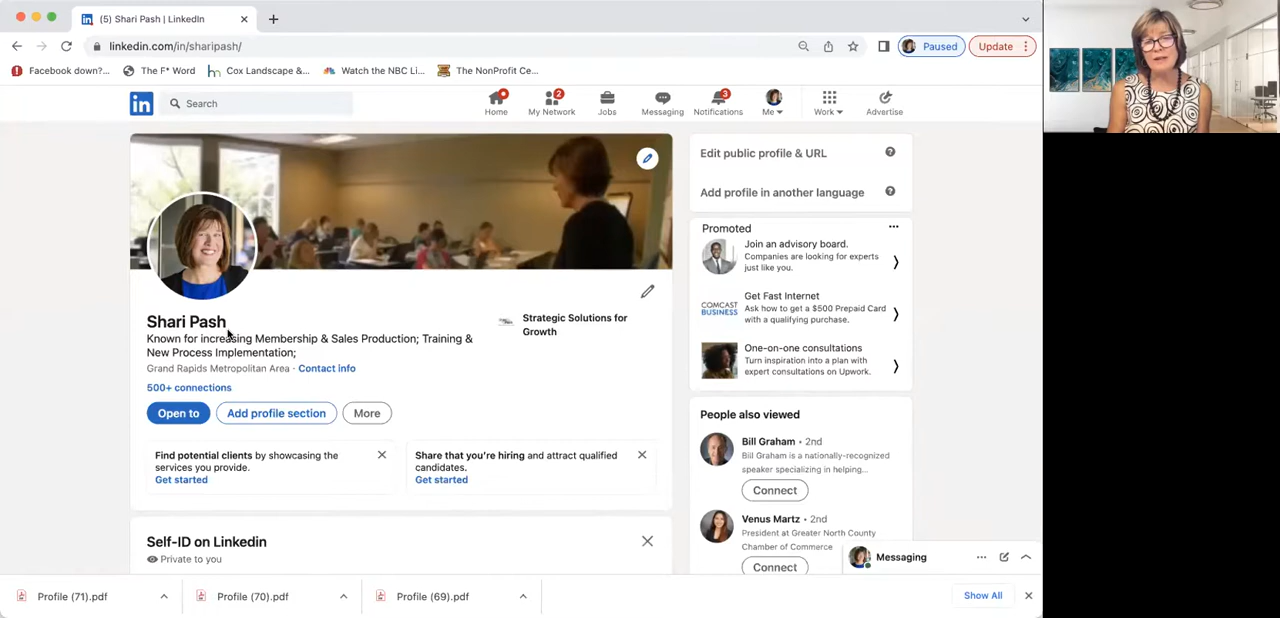 (5) Shari Pash | LinkedIn
linkedin.com/in/sharipash/
Paused
Update
Facebook down?...
The F* Word
Cox Landscape &...
Watch the NBC Li...
The NonProfit Ce...
in
Search
Home
2
My Network
Jobs
Messaging
3
Notifications
Me
Work
Advertise
Edit public profile & URL
Add profile in another language
Shari Pash
Known for increasing Membership & Sales Production; Training &
New Process Implementation;
Grand Rapids Metropolitan Area · Contact info
500+ connections
Strategic Solutions for
Growth
Open to
Add profile section
More
Find potential clients by showcasing the
services you provide.
Get started
Share that you're hiring and attract qualified
candidates.
Get started
Self-ID on Linkedin
Private to you
Promoted
Join an advisory board.
Companies are looking for experts
just like you.
COMCAST
BUSINESS
Get Fast Internet
Ask how to get a $500 Prepaid Card
with a qualifying purchase.
One-on-one consultations
Turn inspiration into a plan with
expert consultations on Upwork.
People also viewed
Bill Graham · 2nd
Bill Graham is a nationally-recognized
speaker specializing in helping...
Connect
Venus Martz · 2nd
President at Greater North County
Chamber of Commerce
Connect
Messaging
Profile (71).pdf
Profile (70).pdf
Profile (69).pdf
Show All